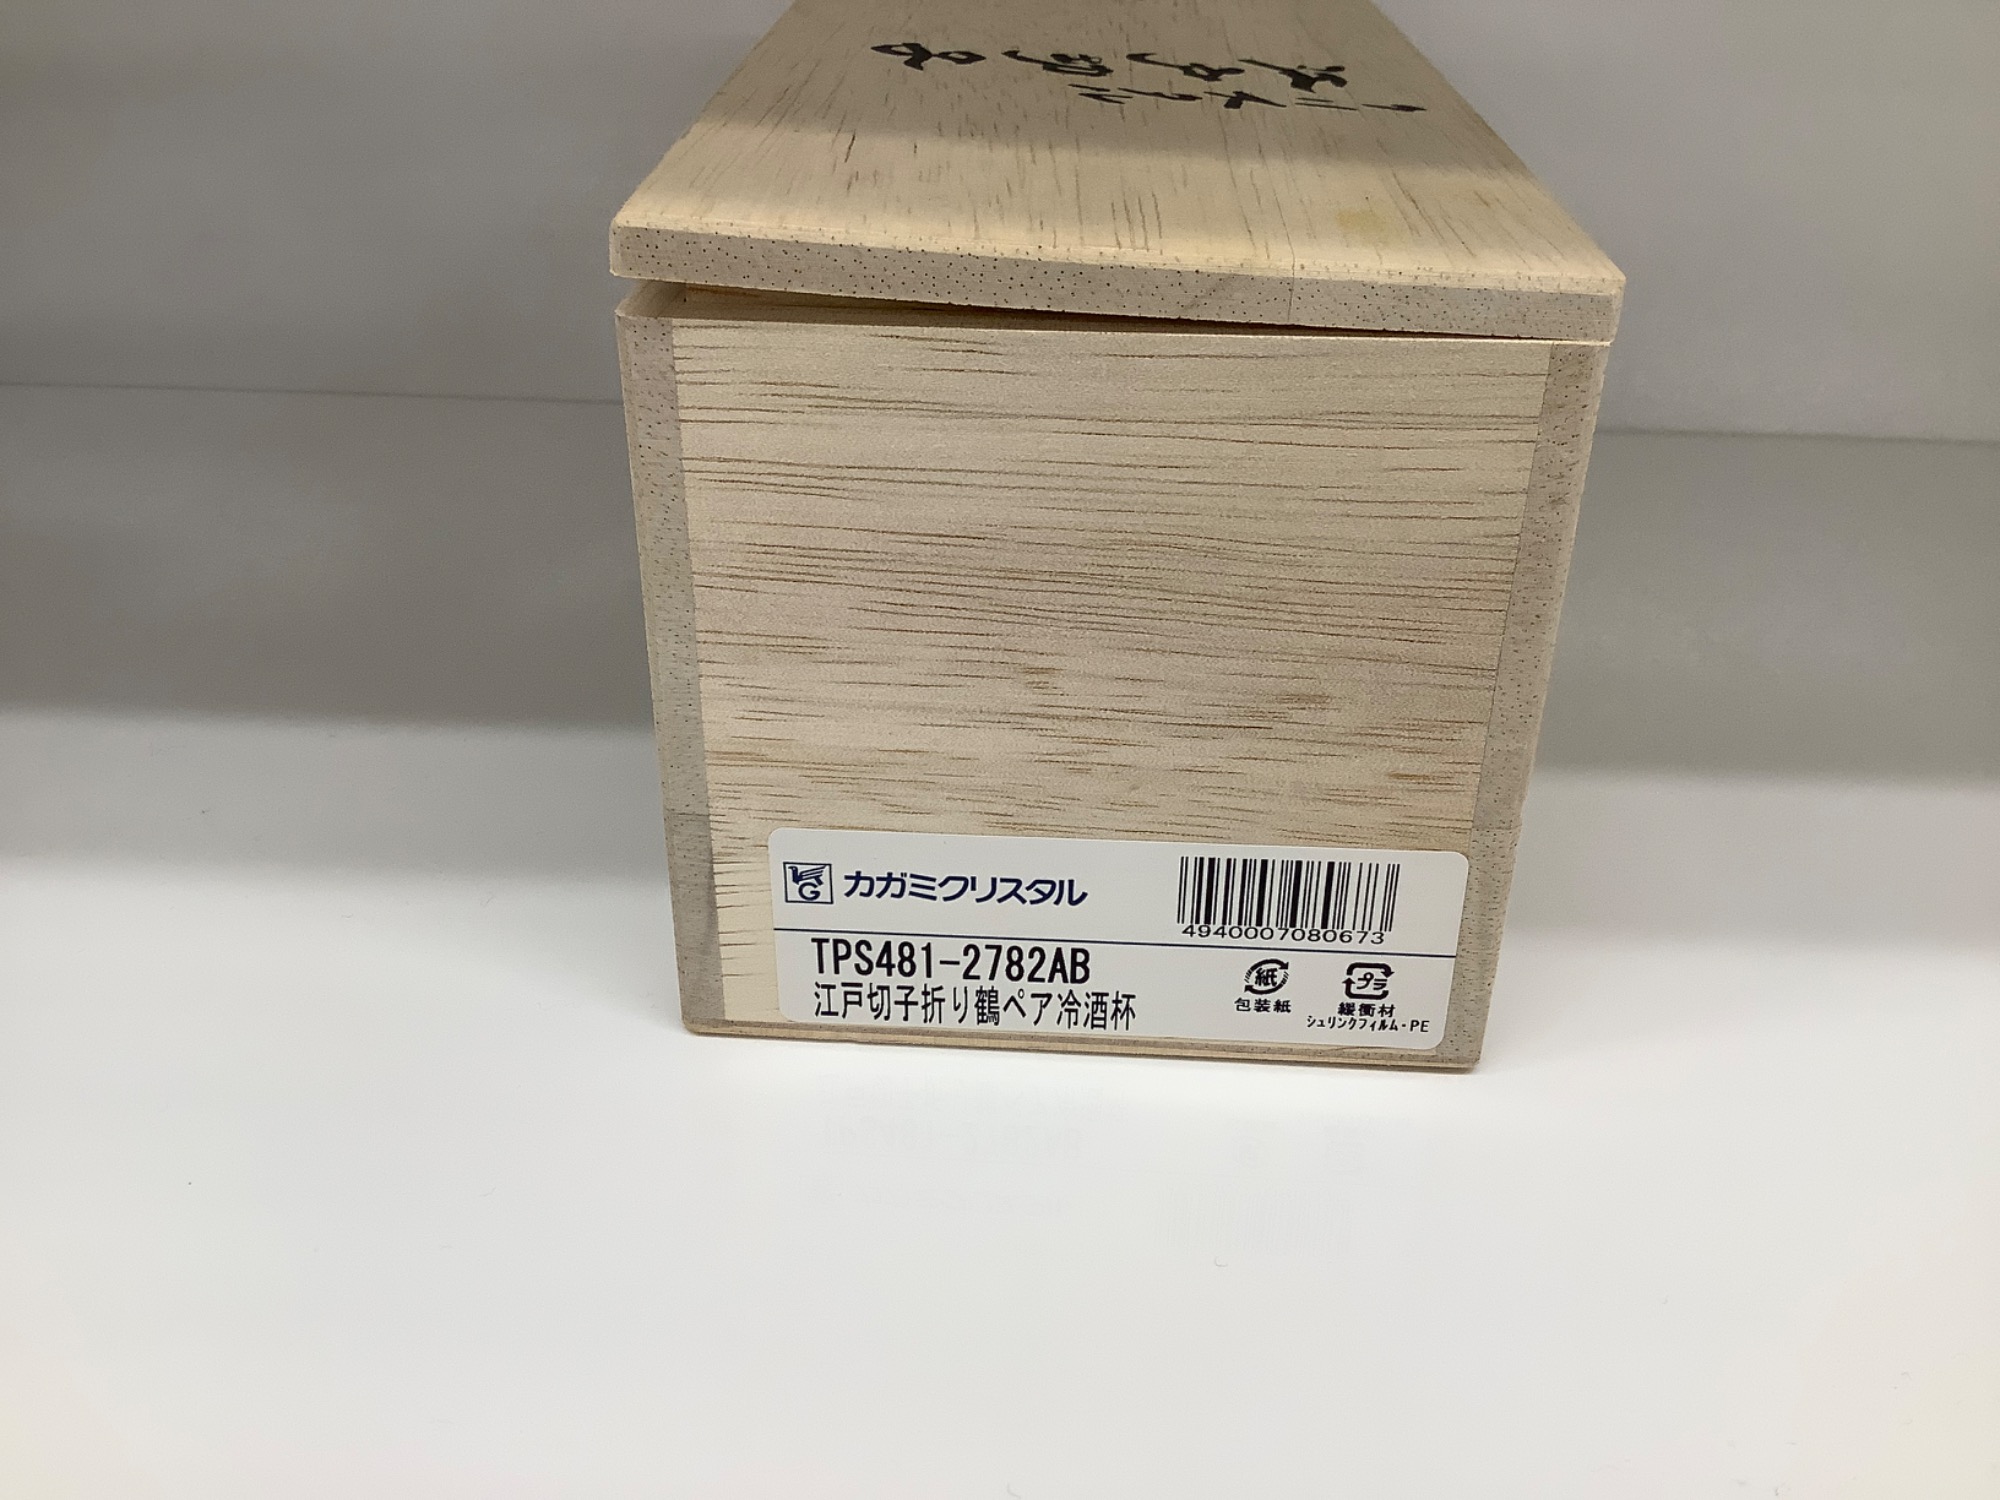 G カガミクリスタル
4940007080673
TPS481-2782AB
江戸切子折り鶴ペア冷酒杯
紙
包装紙
プラ
緩衝材
シュリンクフィルム・PE